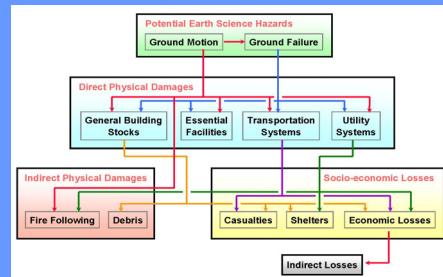 Potential Earth Science Hazards
Ground Motion
Ground Failure
Direct Physical Damages
General Building
Stocks
Essential
Facilities
Transportation
Systems
Utility
Systems
Indirect Physical Damages
Socio-economic Losses
Fire Following
Debris
Casualties
Shelters
Economic Losses
Indirect Losses